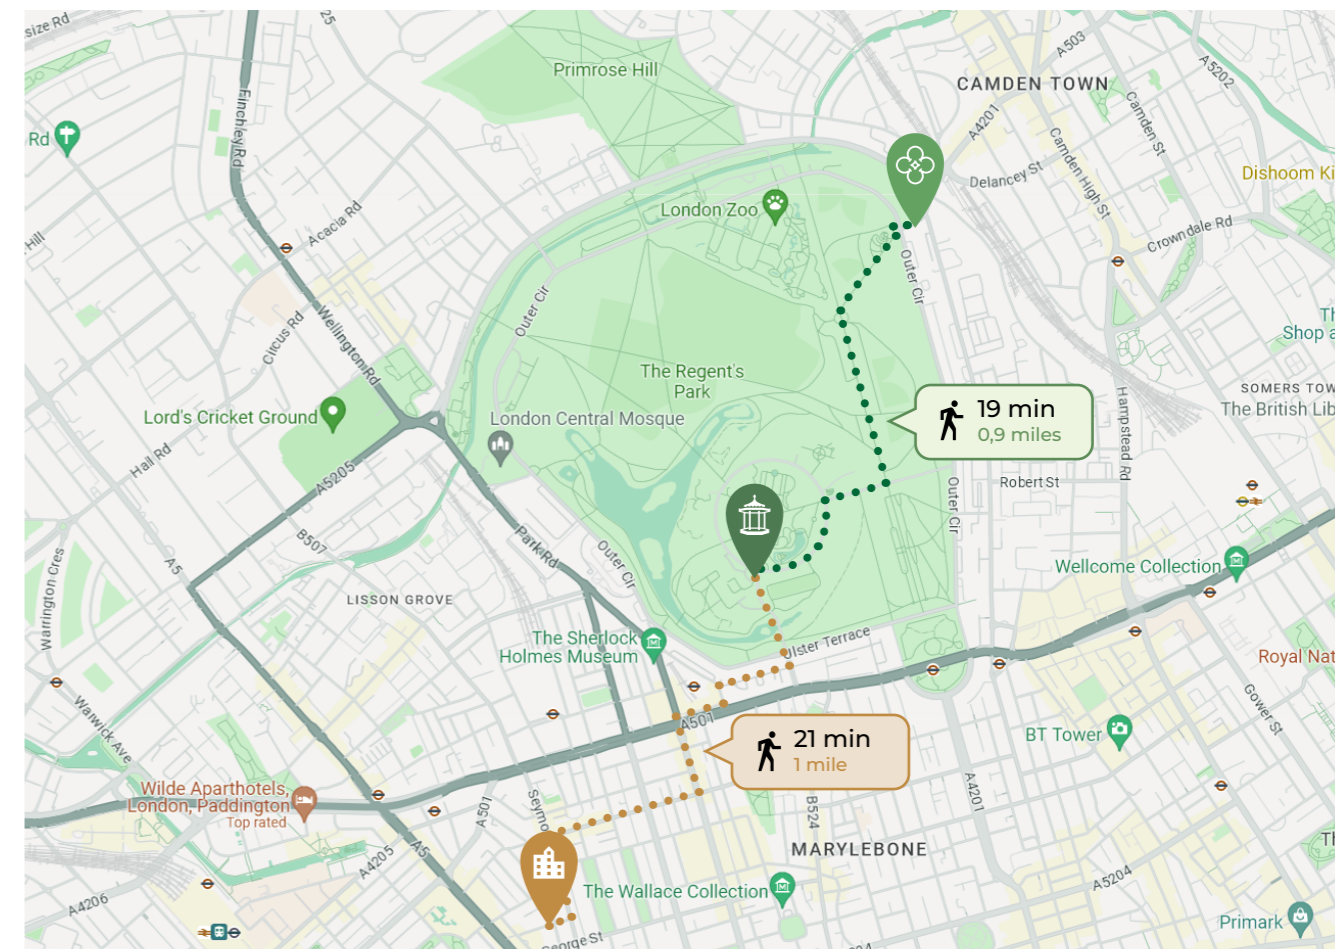 size Rd
25
Primrose Hill
A503
A5202
CAMDEN TOWN
Finchley Rd
A4201
Camden St
Rd
Camden High St
Delancey St
Dishoom Ki
London Zoo
Acacia Rd
Hill
Crowndale Rd
Outer Cir
Outer Cir
Wellington Rd
Circus Rd
Th
Shop a
The Regent's
Park
SOMERS TOW
The British Lib
Hampstead Rd
19 min
0,9 miles
Lord's Cricket Ground
London Central Mosque
Hall Rd
A5205
Robert St
Outer Cir
B507
Park Rd
Outer Cir
A5
Wellcome Collection
Warrington Cres
LISSON GROVE
The Sherlock
Holmes Museum
Ulster Terrace
Royal Nat
Warwick Ave
Gower St
A501
21 min
1 mile
BT Tower
Wilde Aparthotels,
London, Paddington
Top rated
A501
Seymo
B524
A4201
MARYLEBONE
A5
A4205
The Wallace Collection
A5204
Th
A4206
George St
Primark